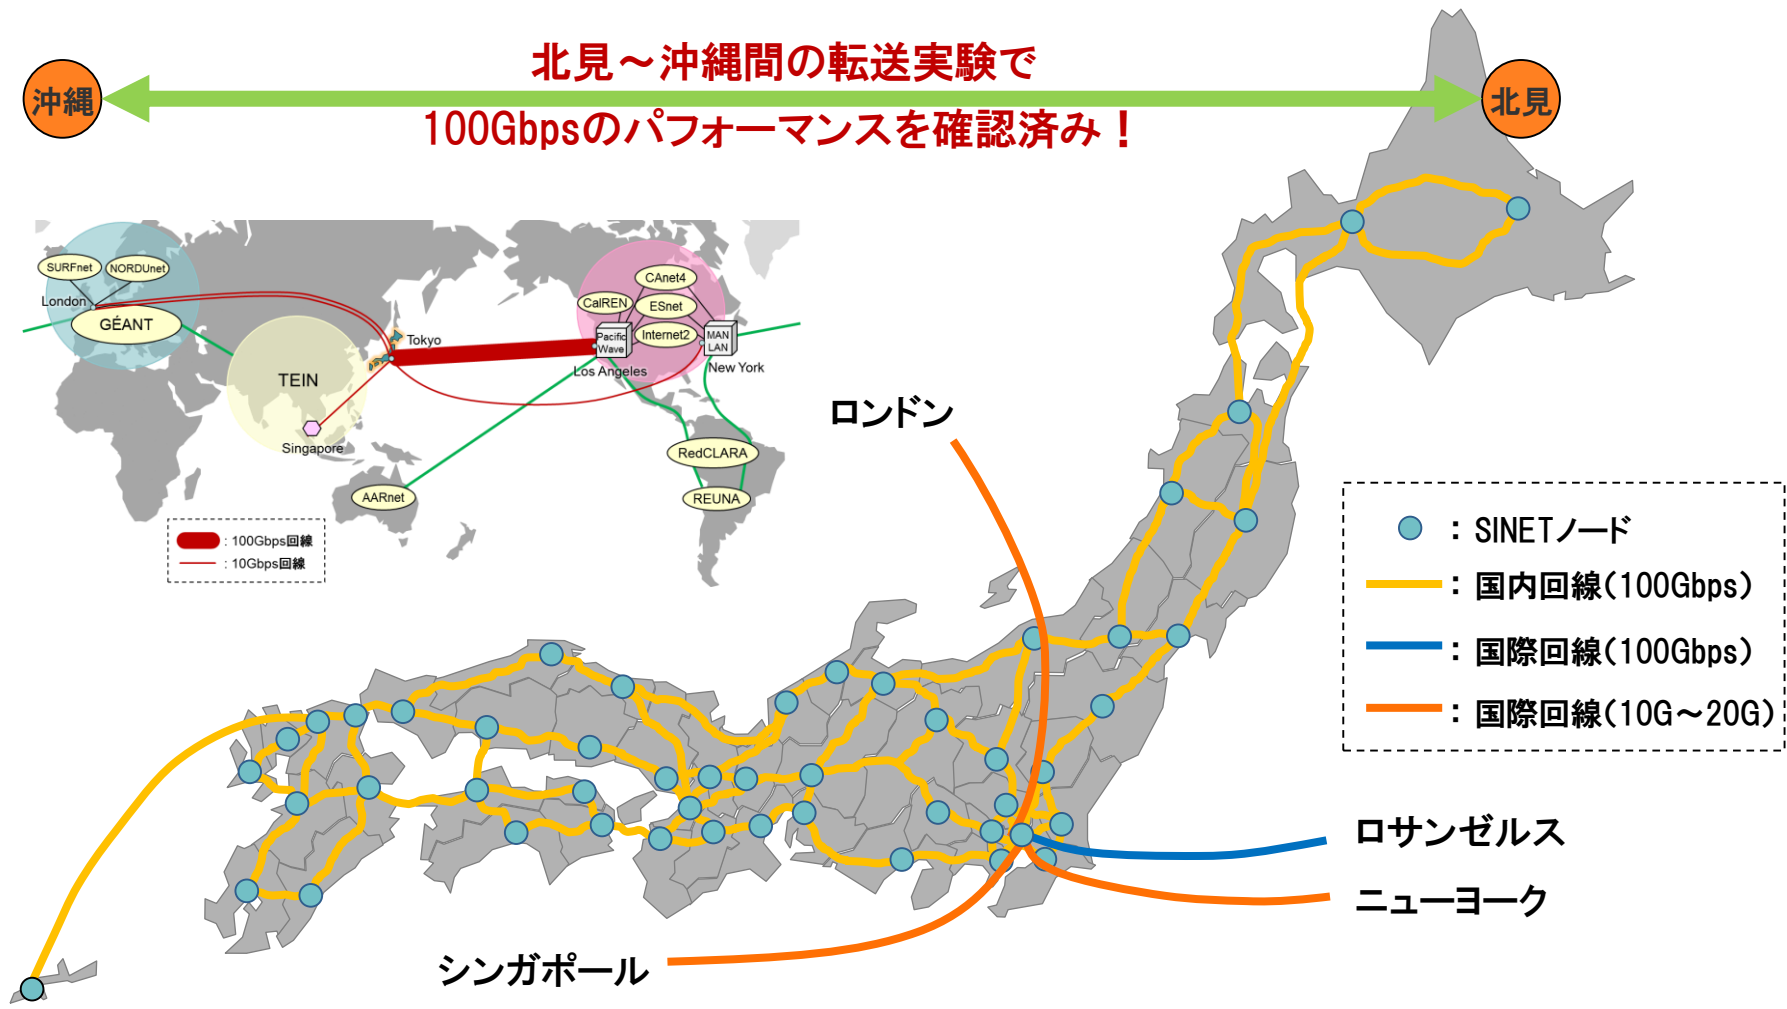 北見～沖縄間の転送実験で
沖縄
北見
100Gbpsのパフォーマンスを確認済み！
SURFnet
NORDUnet
London
GÉANT
TEIN
Singapore
Tokyo
CAnet4
CalREN
ESnet
Internet2
Pacific
Wave
MAN
LAN
Los Angeles
New York
RedCLARA
AARnet
REUNA
: 100Gbps回線
: 10Gbps回線
ロンドン
：SINETノード
：国内回線(100Gbps)
：国際回線(100Gbps)
：国際回線(10G～20G)
ロサンゼルス
ニューヨーク
シンガポール